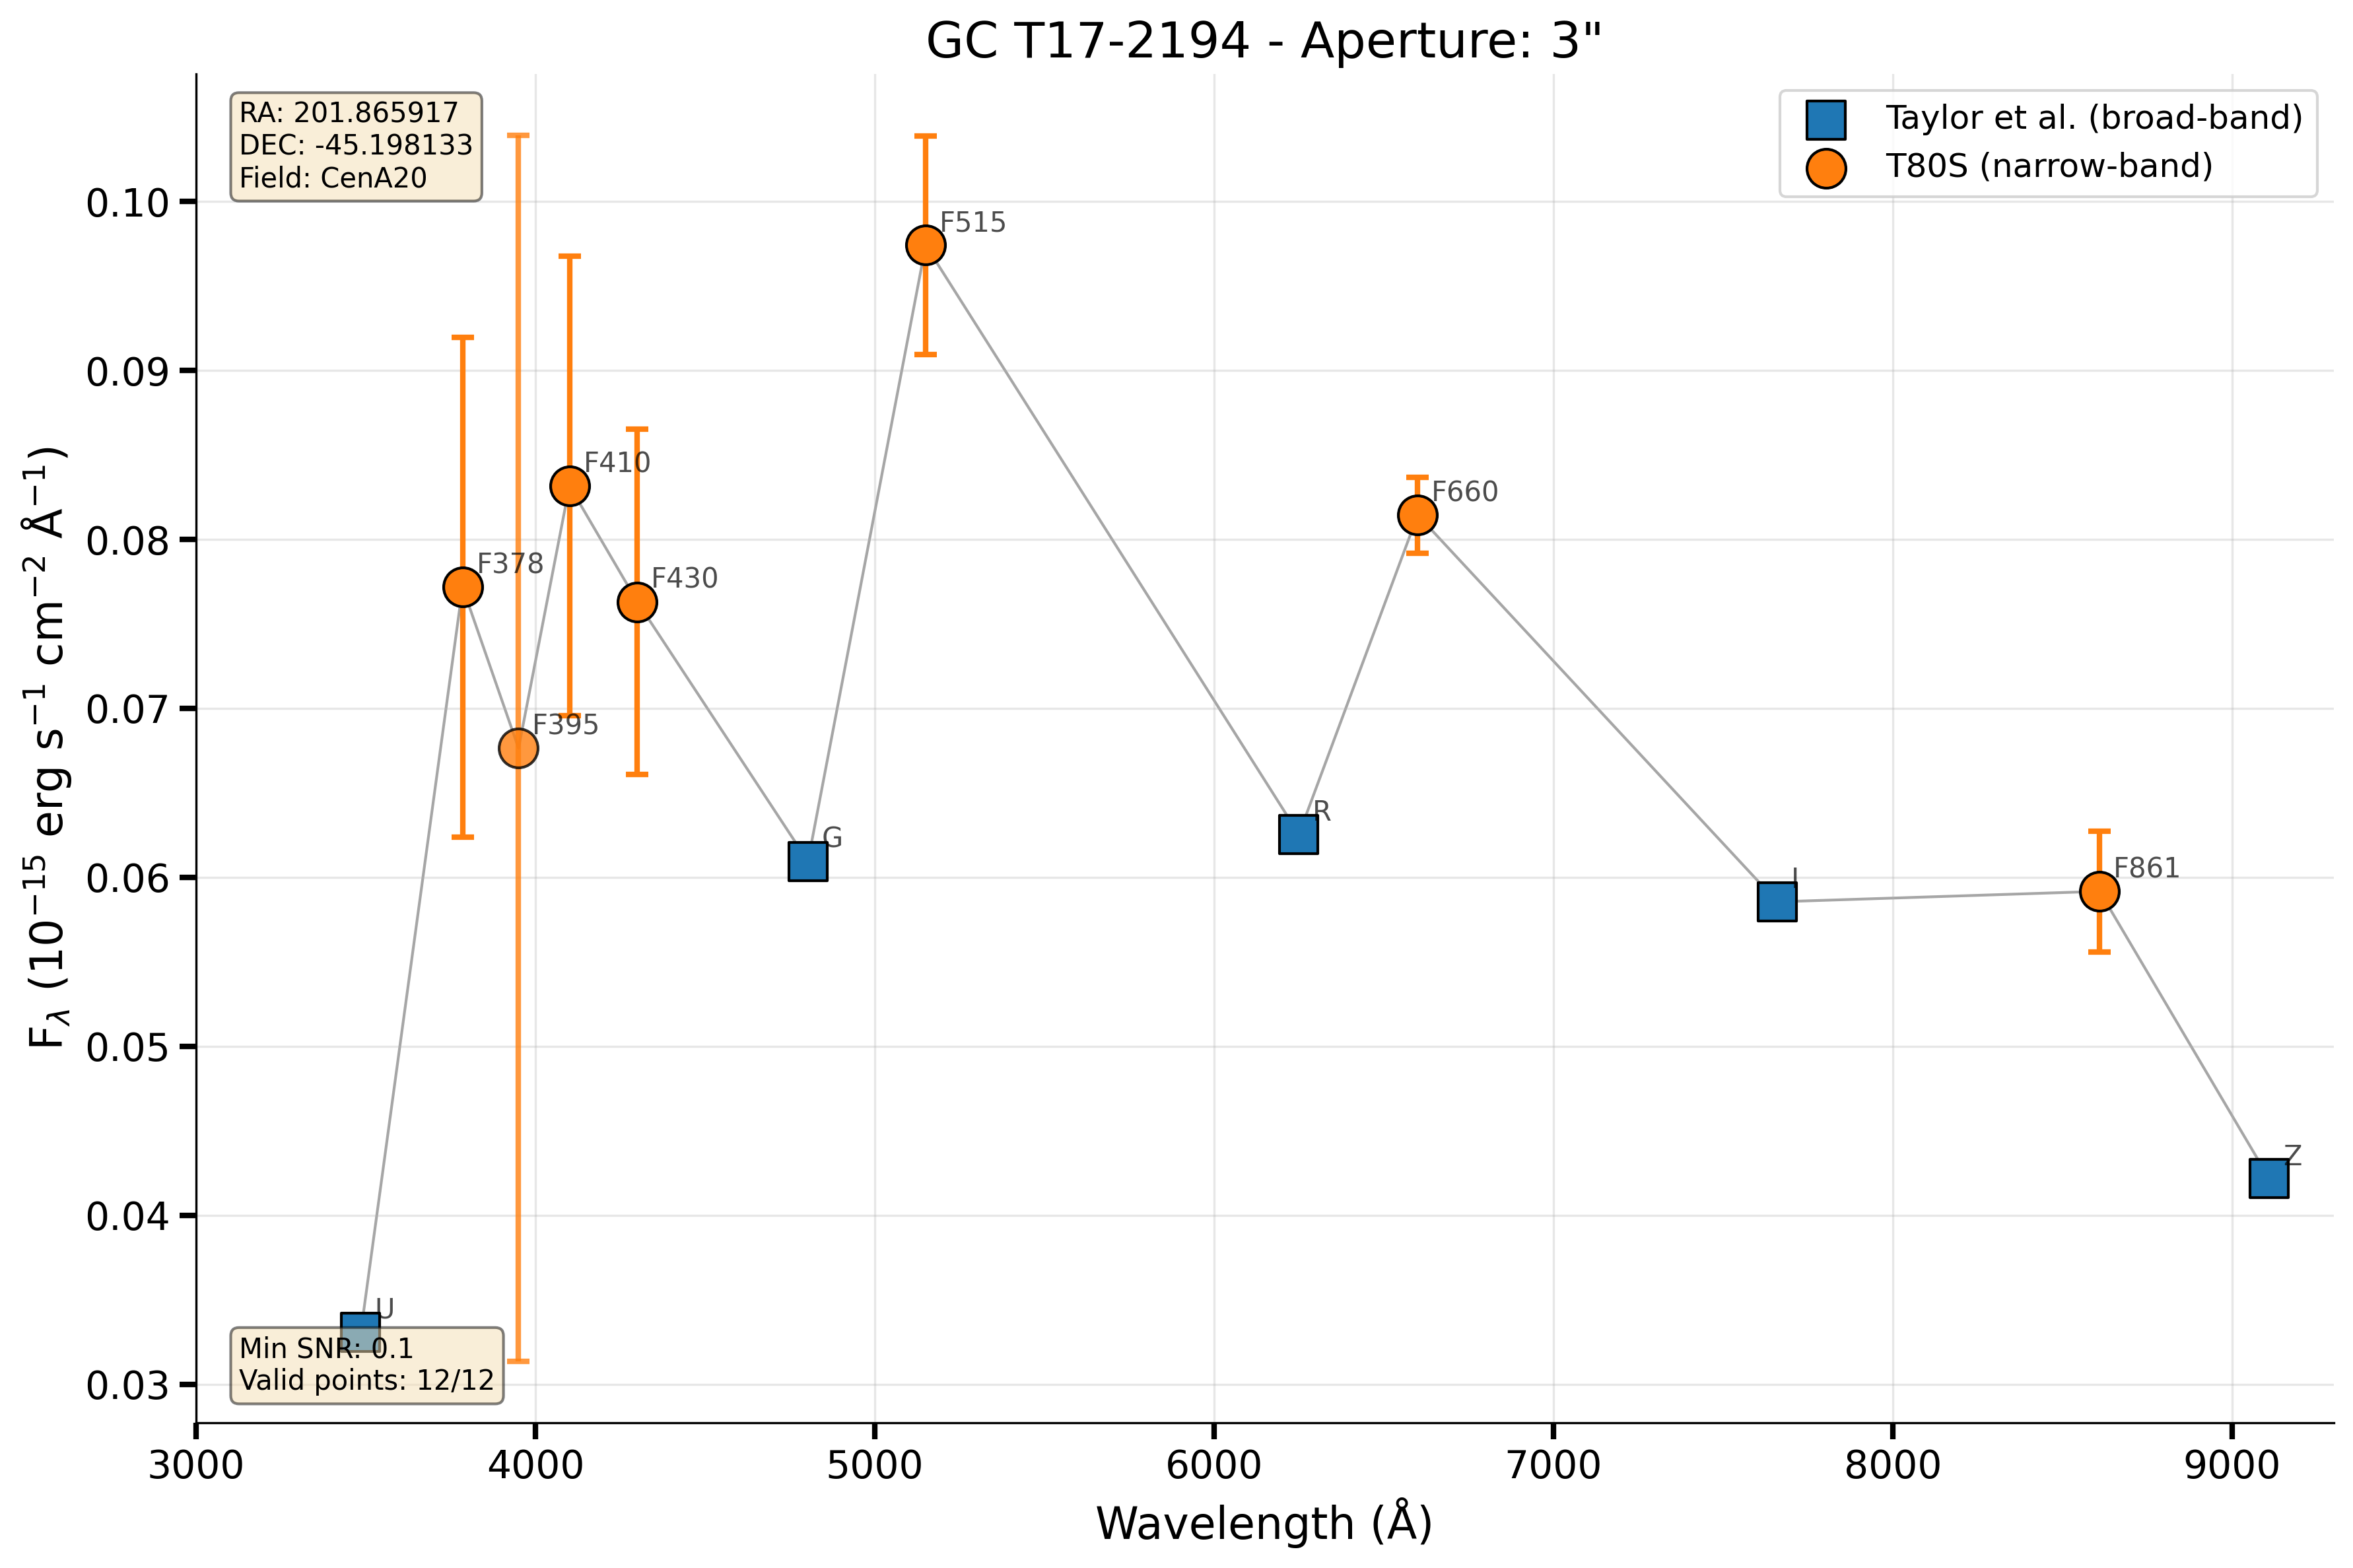 GC T17-2194 - Aperture: 3"
RA: 201.865917
DEC: -45.198133
Field: CenA20
Taylor et al. (broad-band)
T80S (narrow-band)
F515
F410
F378
F430
F395
F660
G
R
I
F861
Z
U
Min SNR: 0.1
Valid points: 12/12
0.10
0.09
0.08
0.07
0.06
0.05
0.04
0.03
F_λ (10⁻¹⁵ erg s⁻¹ cm⁻² Å⁻¹)
3000 4000 5000 6000 7000 8000 9000
Wavelength (Å)